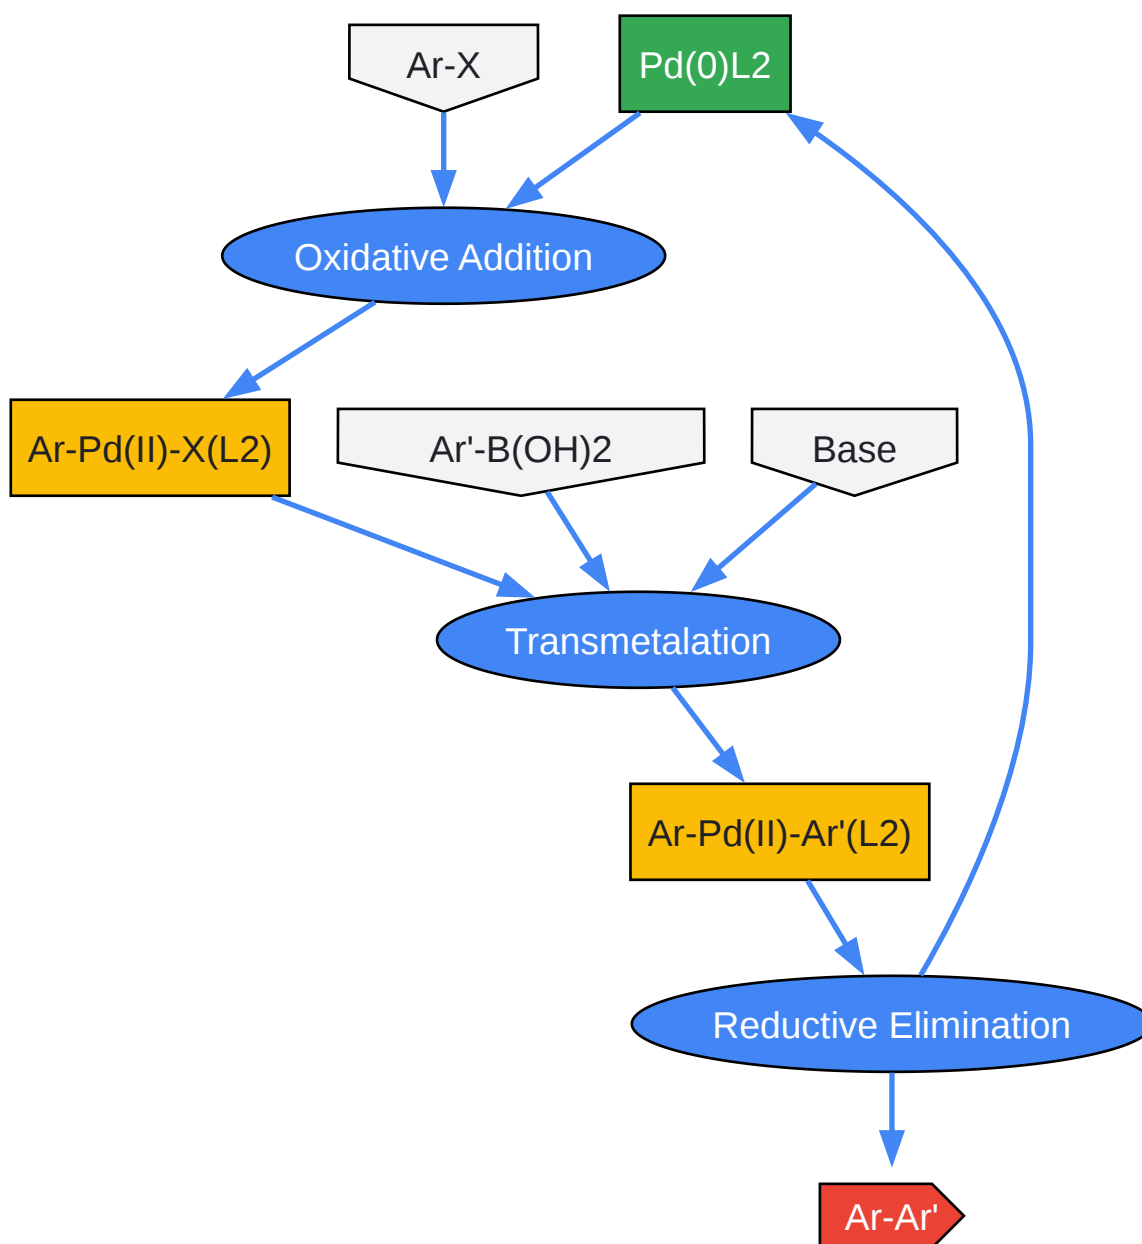 Ar-X
Pd(0)L2
Oxidative Addition
Ar-Pd(II)-X(L2)
Ar'-B(OH)2
Base
Transmetalation
Ar-Pd(II)-Ar'(L2)
Reductive Elimination
Ar-Ar'